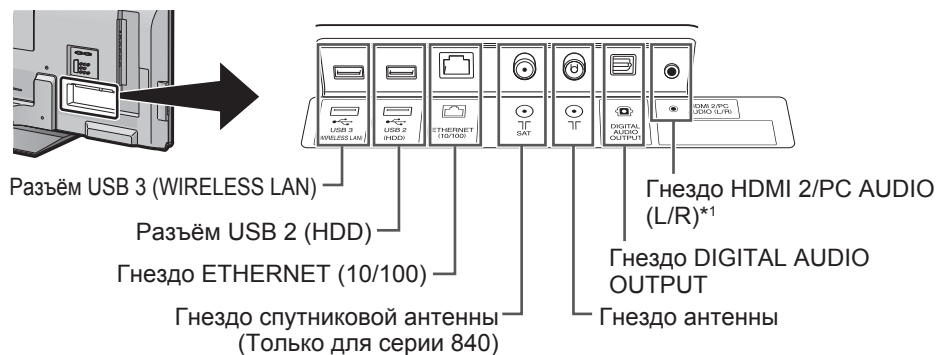 USB 3
(WIRELESS LAN)
USB 2
(HDD)
ETHERNET
(10/100)
SAT
DIGITAL
AUDIO
OUTPUT
HDMI 2/PC
AUDIO (L/R)
Разъём USB 3 (WIRELESS LAN)
Разъём USB 2 (HDD)
Гнездо ETHERNET (10/100)
Гнездо спутниковой антенны
(Только для серии 840)
Гнездо HDMI 2/PC AUDIO
(L/R)*1
Гнездо DIGITAL AUDIO
OUTPUT
Гнездо антенны